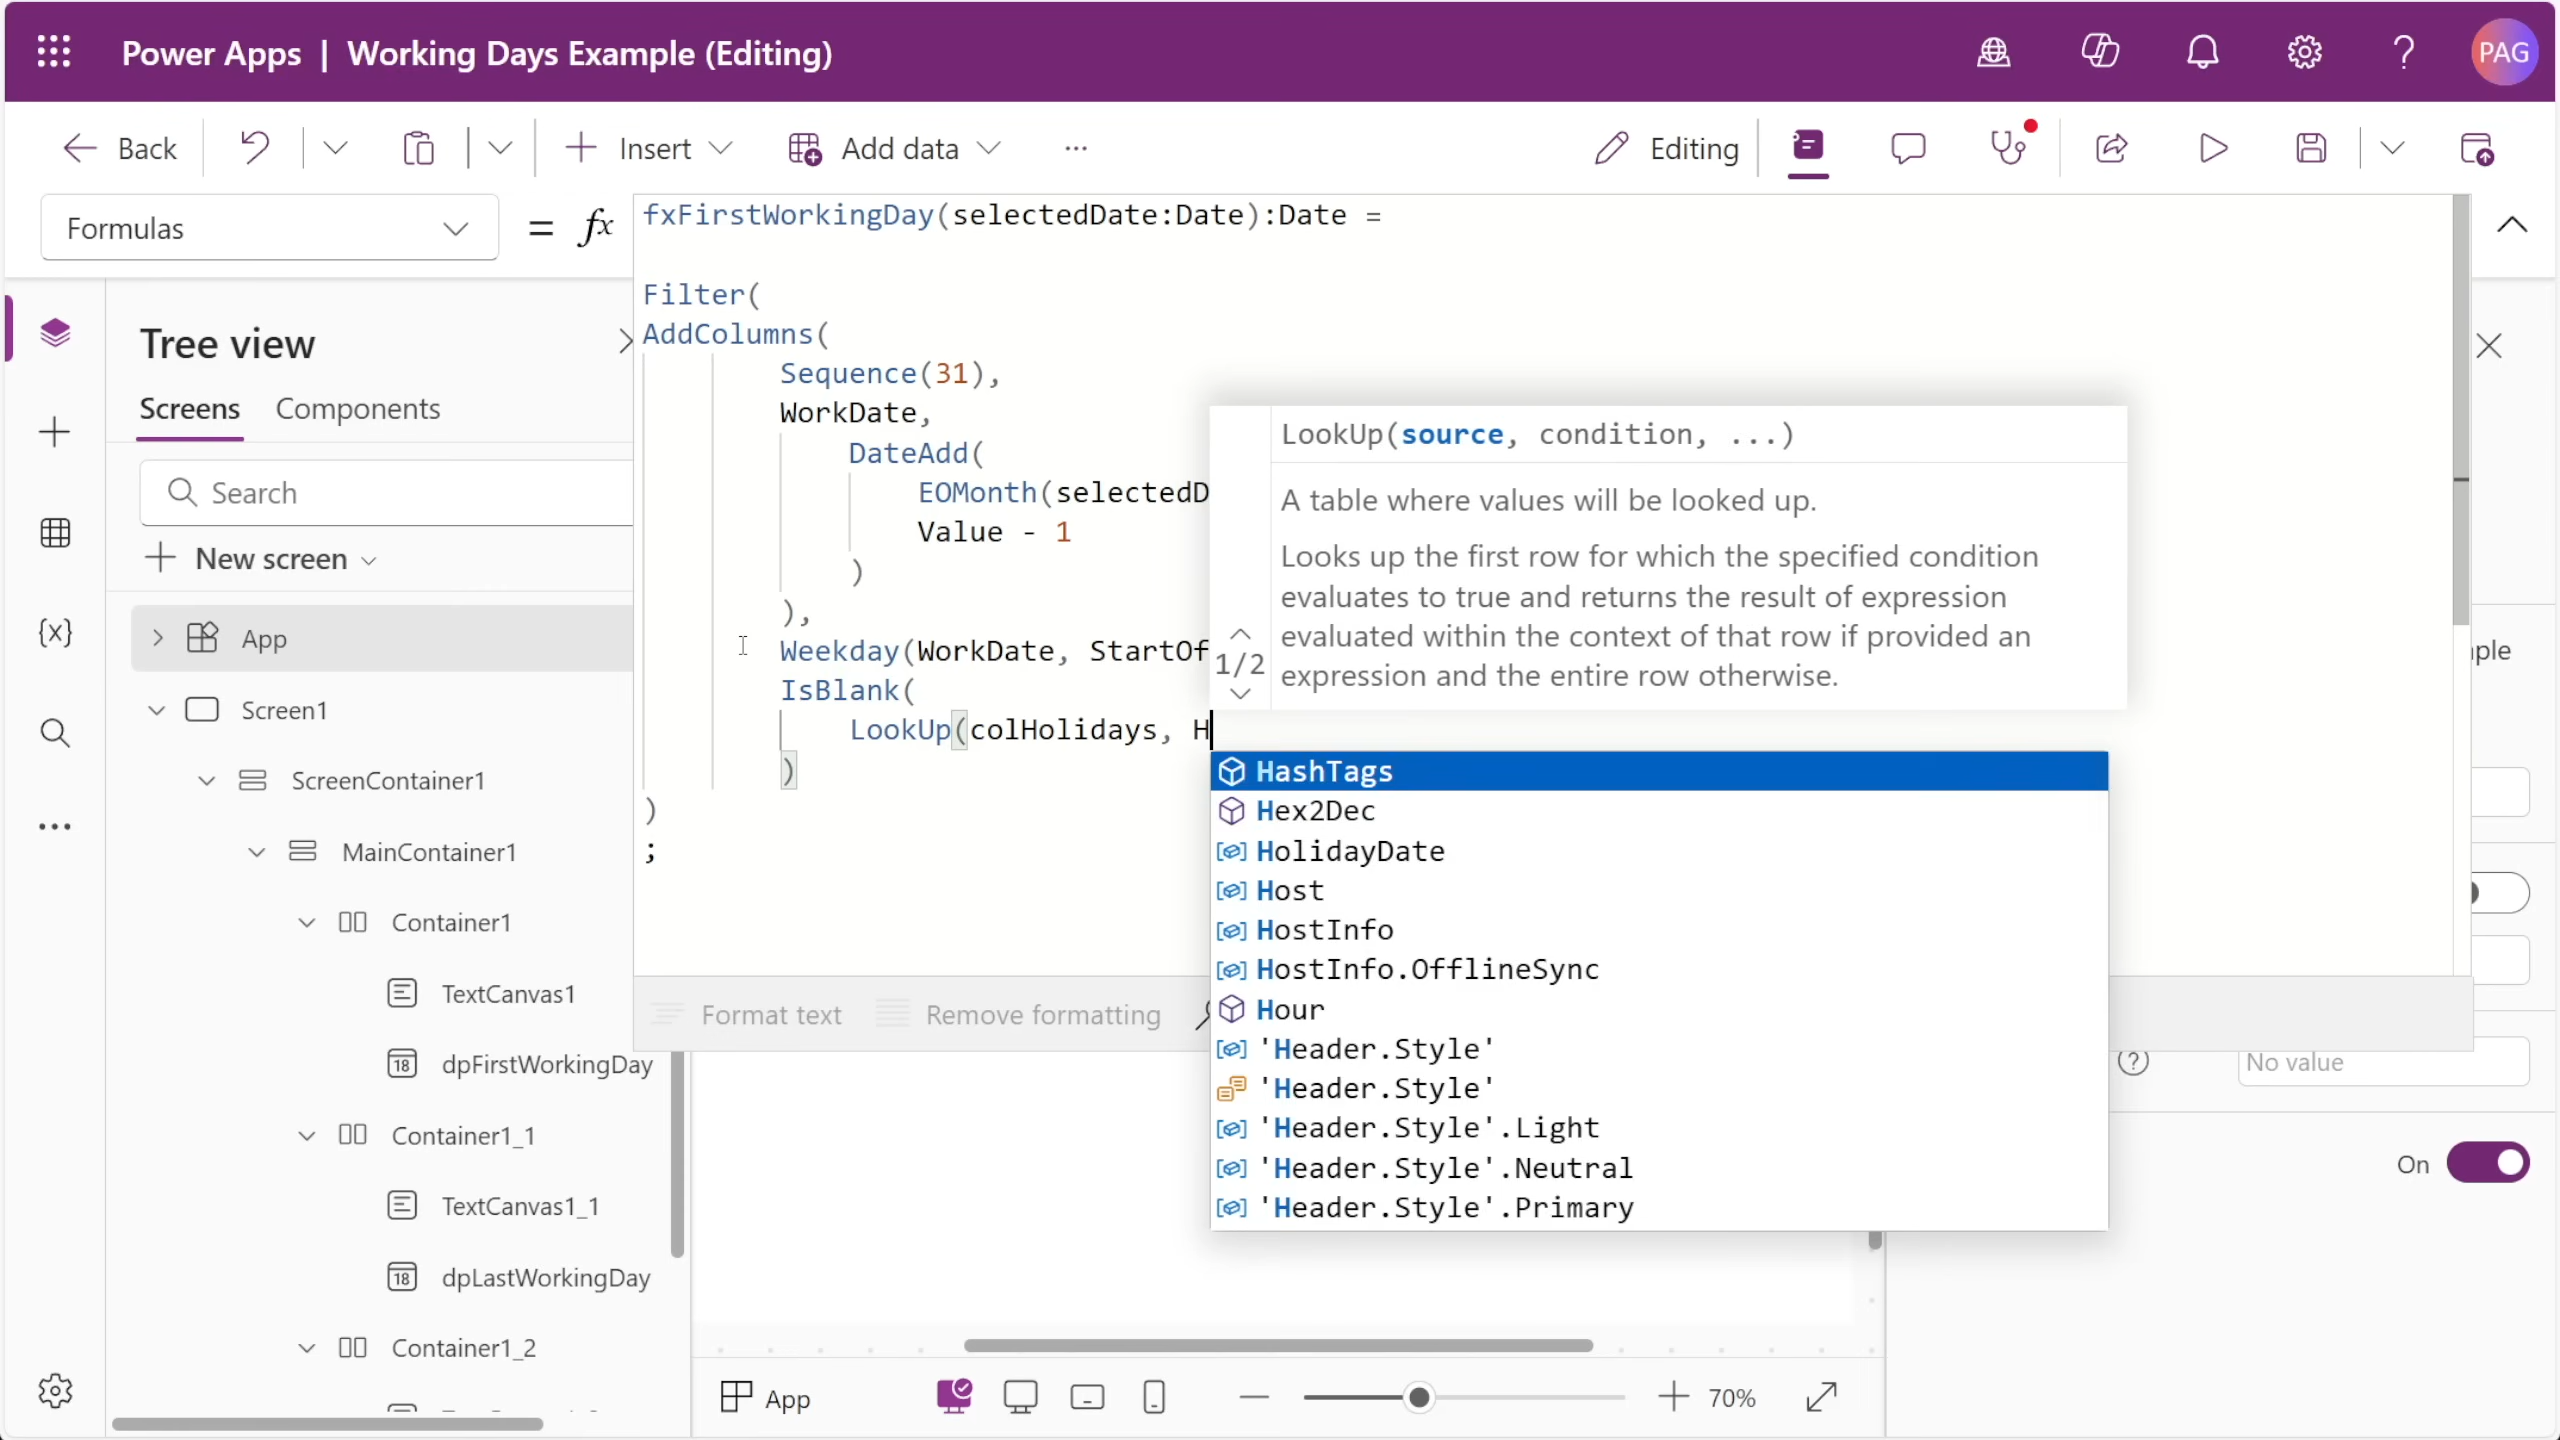 Power Apps | Working Days Example (Editing)
PAG
Back
Insert
Add data
...
Editing
Formulas
= fx
fxFirstWorkingDay(selectedDate:Date):Date =
Filter(
AddColumns(
Sequence(31),
WorkDate,
DateAdd(
EOMonth(selectedD
Value - 1
)
),
Weekday(WorkDate, StartOf
IsBlank(
LookUp(colHolidays, H
)
)
;
LookUp(source, condition, ...)
A table where values will be looked up.
Looks up the first row for which the specified condition
evaluates to true and returns the result of expression
evaluated within the context of that row if provided an
expression and the entire row otherwise.
1/2
HashTags
Hex2Dec
HolidayDate
Host
HostInfo
HostInfo.OfflineSync
Hour
'Header.Style'
'Header.Style'
'Header.Style'.Light
'Header.Style'.Neutral
'Header.Style'.Primary
Format text
Remove formatting
Tree view
Screens
Components
Search
New screen
App
Screen1
ScreenContainer1
MainContainer1
Container1
TextCanvas1
18
dpFirstWorkingDay
Container1_1
TextCanvas1_1
18
dpLastWorkingDay
Container1_2
ple
No value
On
App
70%